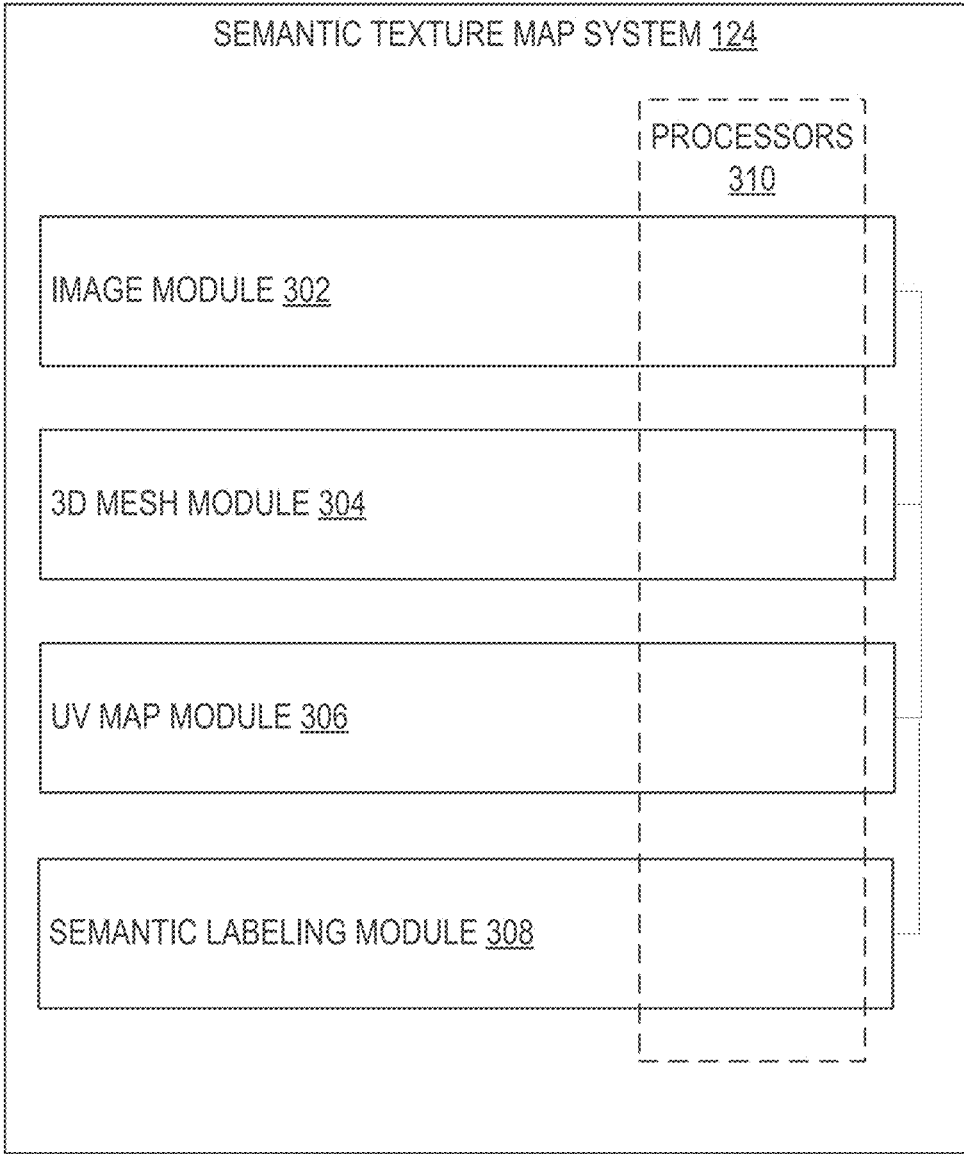 SEMANTIC TEXTURE MAP SYSTEM 124
PROCESSORS
310
IMAGE MODULE 302
3D MESH MODULE 304
UV MAP MODULE 306
SEMANTIC LABELING MODULE 308